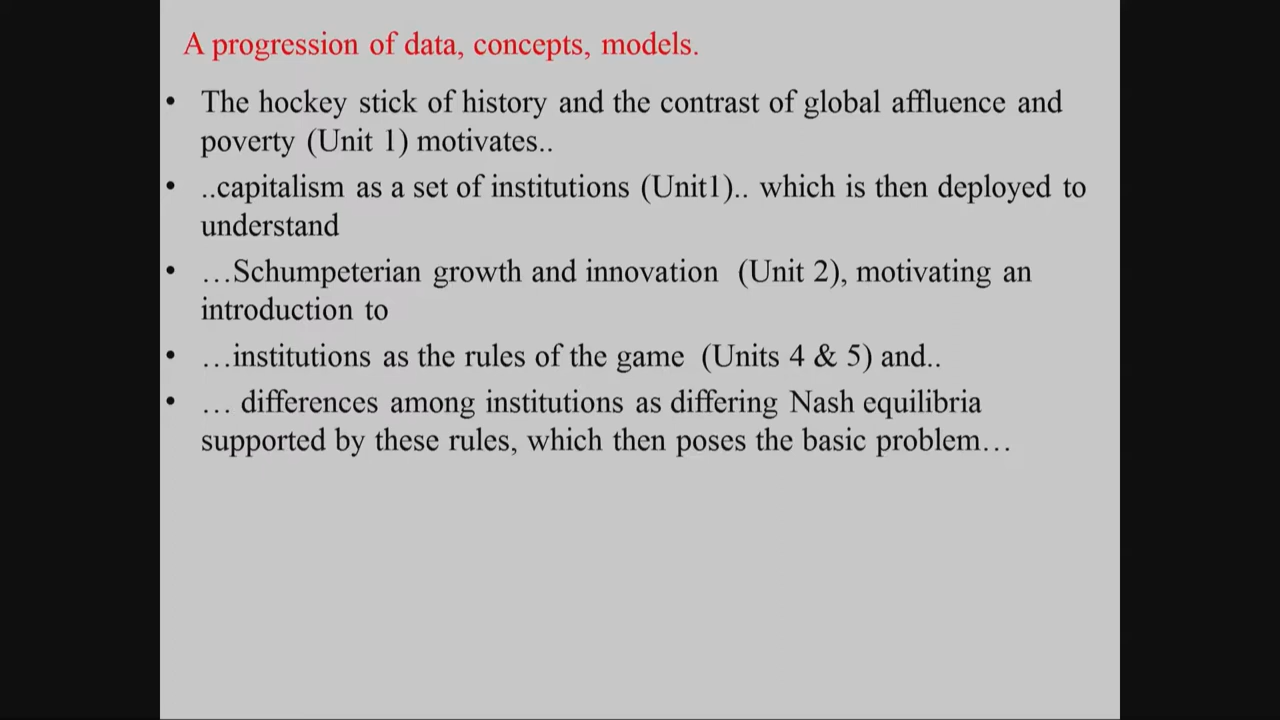 A progression of data, concepts, models.
• The hockey stick of history and the contrast of global affluence and
poverty (Unit 1) motivates..
• ..capitalism as a set of institutions (Unit1).. which is then deployed to
understand
• …Schumpeterian growth and innovation (Unit 2), motivating an
introduction to
• …institutions as the rules of the game (Units 4 & 5) and..
• … differences among institutions as differing Nash equilibria
supported by these rules, which then poses the basic problem…